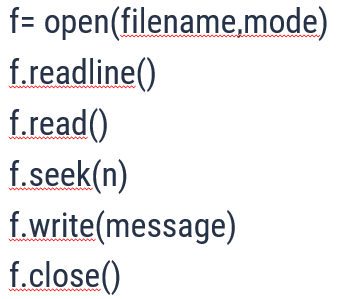 f= open(filename,mode)
f.readline()
f.read()
f.seek(n)
f.write(message)
f.close()